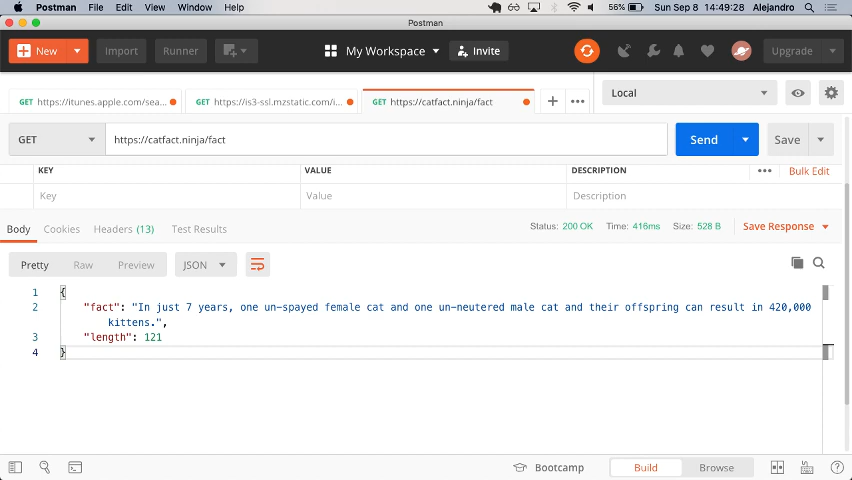 Postman File Edit View Window Help 56% Sun Sep 8 14:49:28 Alejandro
Postman
New Import Runner My Workspace Invite Upgrade
GET https://itunes.apple.com/sea... GET https://is3-ssl.mzstatic.com/i... GET https://catfact.ninja/fact Local
GET https://catfact.ninja/fact Send Save
KEY VALUE DESCRIPTION Bulk Edit
Key Value Description
Body Cookies Headers (13) Test Results Status: 200 OK Time: 416ms Size: 528 B Save Response
Pretty Raw Preview JSON
1 {
2 "fact": "In just 7 years, one un-spayed female cat and one un-neutered male cat and their offspring can result in 420,000
kittens.",
3 "length": 121
4 }
Bootcamp Build Browse